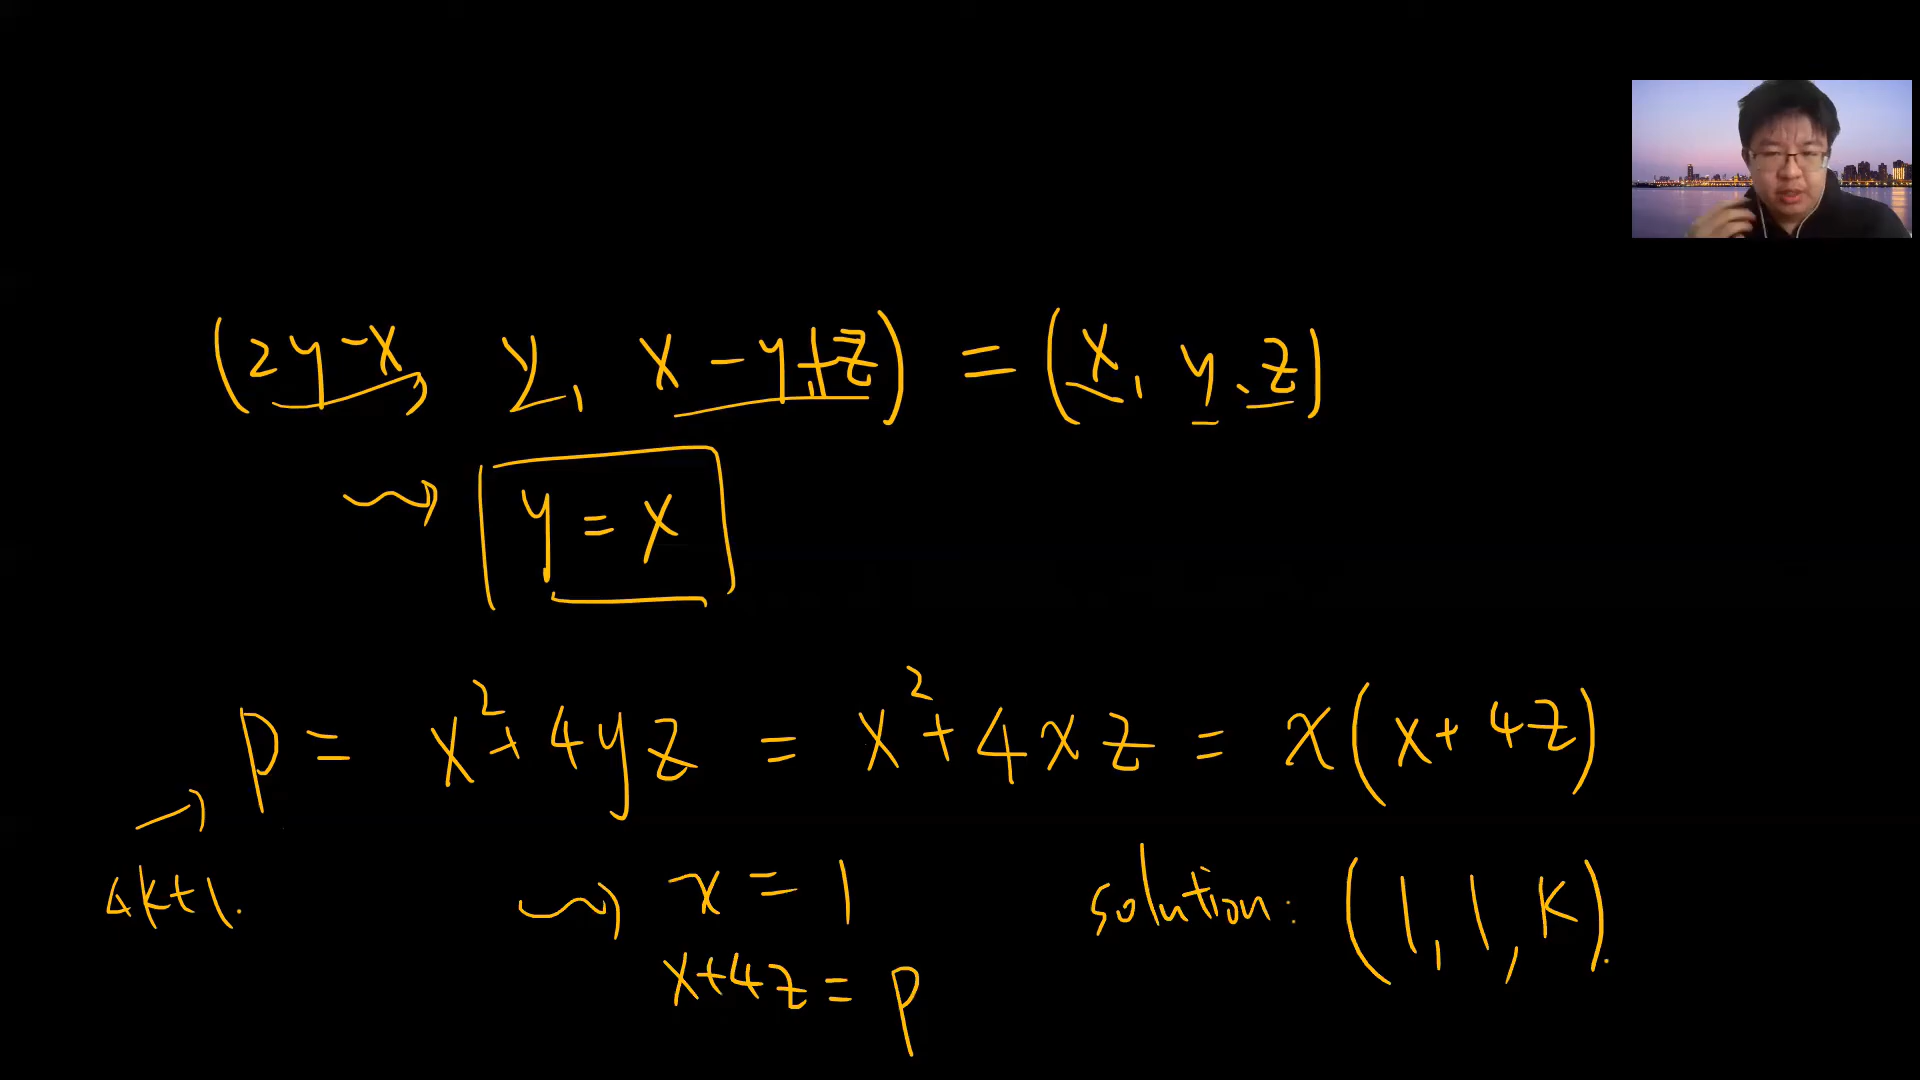 (2y-x, y, x-y+z) = (x, y, z)
⇝ y = x
p = x²+4yz = x²+4xz = x(x+4z)
→
4k+1.
⇝ x = 1
x+4z = p
solution: (1, 1, k).